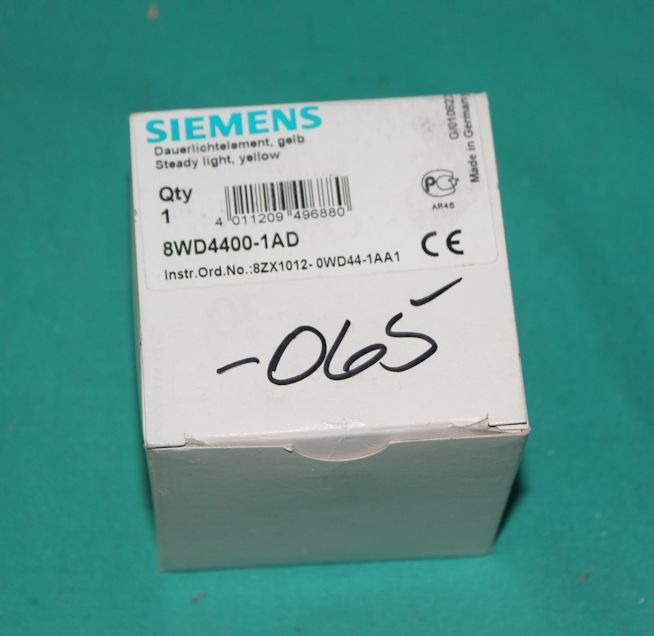 SIEMENS
Dauerlichtelement, gelb
Steady light, yellow
Qty
1
4 011209 496880
8WD4400-1AD
Instr.Ord.No.:8ZX1012-0WD44-1AA1
Made in Germany
PC
AR46
CE
-065